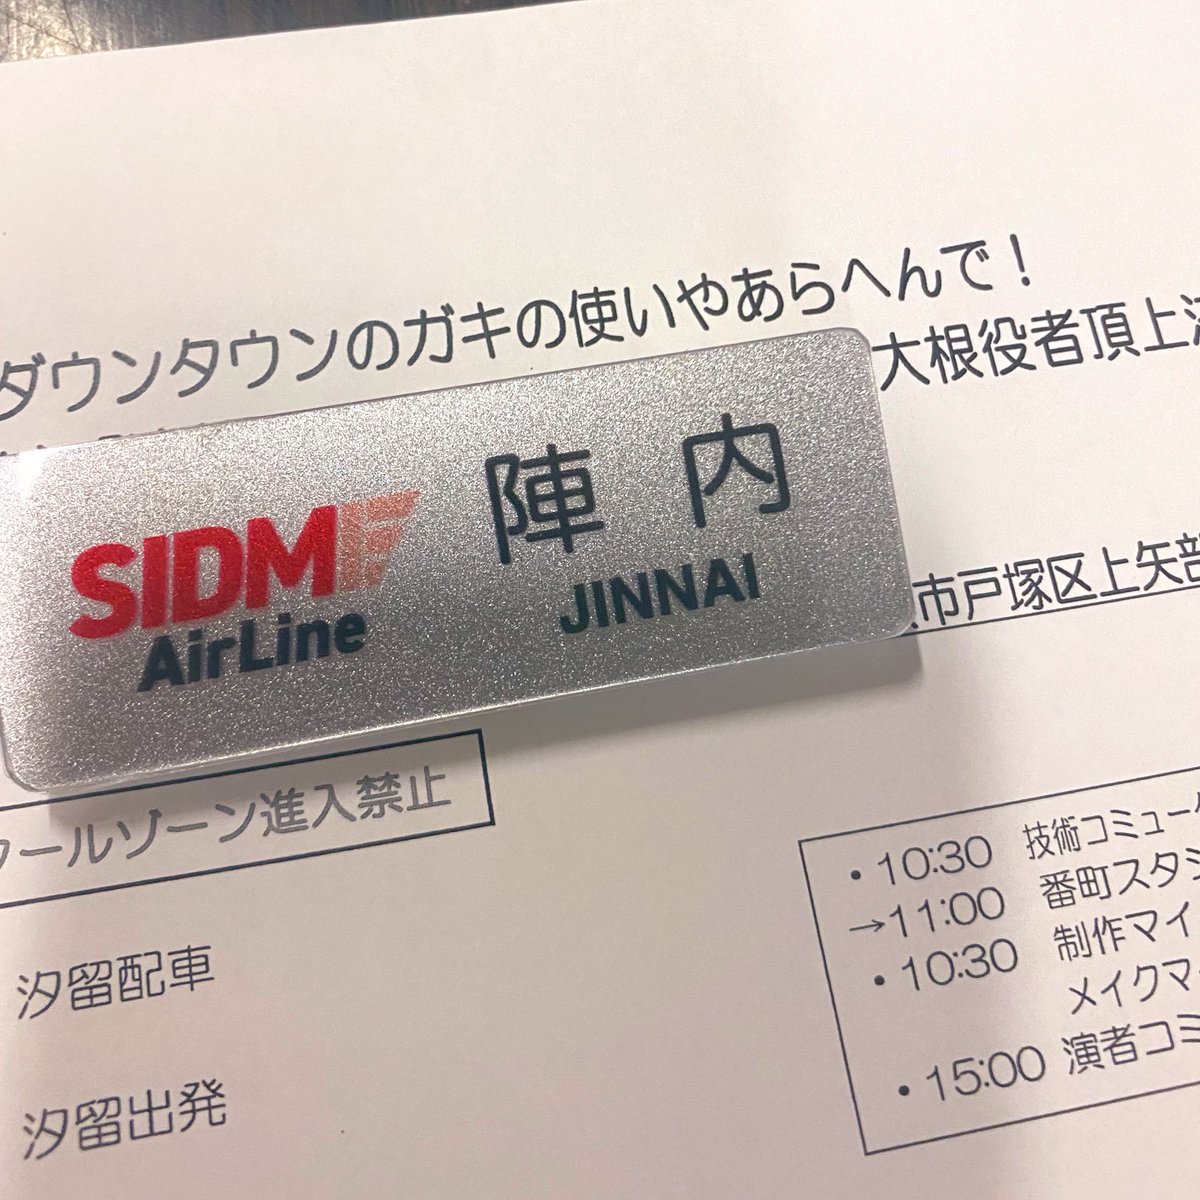 ダウンタウンのガキの使いやあらへんで！
大根役者頂上
SIDME
AirLine
陣内
JINNAI
市戸塚区上矢部
ールゾーン進入禁止
・10:30 技術コミュー
→11:00 番町スタジ
・10:30 制作マイ
メイクマ
・15:00 演者コミ
汐留配車
汐留出発